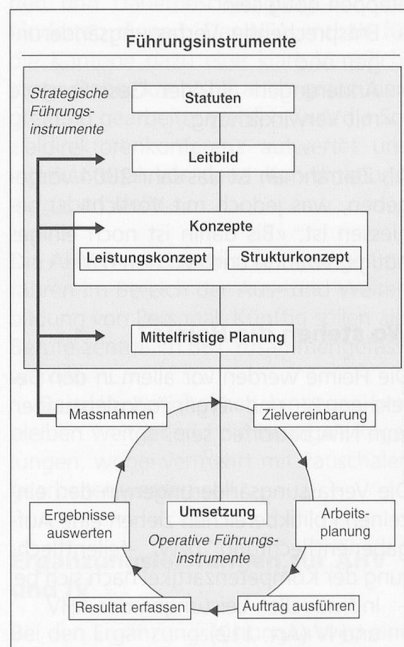 Führungsinstrumente
Strategische
Führungs-
instrumente
Statuten
Leitbild
Konzepte
Leistungskonzept
Strukturkonzept
Mittelfristige Planung
Massnahmen
Zielvereinbarung
Ergebnisse
auswerten
Umsetzung
Operative Führungs-
instrumente
Arbeits-
planung
Resultat erfassen
Auftrag ausführen